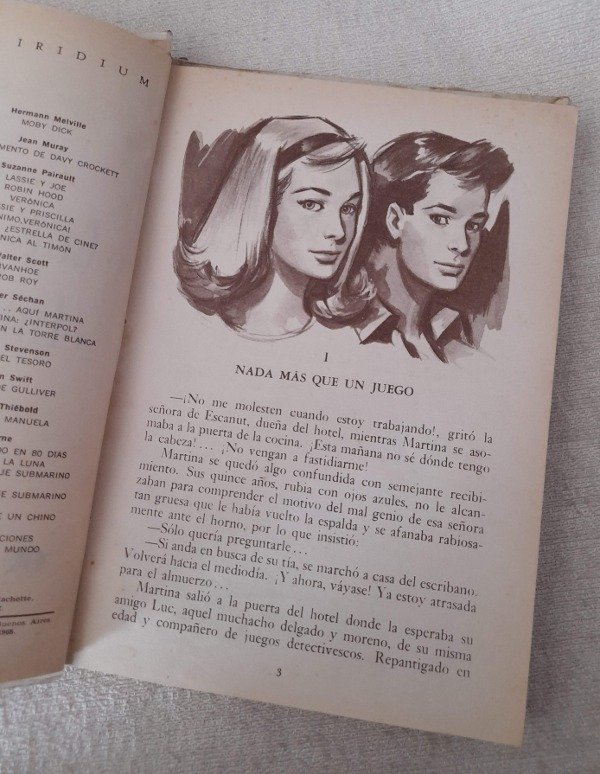 IRIDIUM
Hermann Melville
MOBY DICK
Jean Muray
MENTO DE DAVY CROCKETT
Suzanne Pairault
LASSIE Y JOE
ROBIN HOOD
VERÓNICA
SIE Y PRISCILLA
NIMO, VERÓNICA!
¿ESTRELLA DE CINE?
NICA AL TIMÓN
alter Scott
IVANHOE
ROB ROY
er Séchan
... AQUÍ MARTINA
INA: ¿INTERPOL?
N LA TORRE BLANCA
Stevenson
EL TESORO
n Swift
DE GULLIVER
Thiébold
MANUELA
rne
DO EN 80 DIAS
LA LUNA
JE SUBMARINO
UE SUBMARINO
E UN CHINO
CIONES
MUNDO
achette.
uenos Aires.
I
NADA MÁS QUE UN JUEGO
—¡No me molesten cuando estoy trabajando!, gritó la
señora de Escanut, dueña del hotel, mientras Martina se aso-
maba a la puerta de la cocina. ¡Esta mañana no sé dónde tengo
la cabeza!... ¡No vengan a fastidiarme!
Martina se quedó algo confundida con semejante recibi-
miento. Sus quince años, rubia con ojos azules, no le alcan-
zaban para comprender el motivo del mal genio de esa señora
tan gruesa que le había vuelto la espalda y se afanaba rabiosa-
mente ante el horno, por lo que insistió:
—Sólo quería preguntarle...
—Si anda en busca de su tía, se marchó a casa del escribano.
Volverá hacia el mediodía. ¡Y ahora, váyase! Ya estoy atrasada
para el almuerzo...
Martina salió a la puerta del hotel donde la esperaba su
amigo Luc, aquel muchacho delgado y moreno, de su misma
edad y compañero de juegos detectivescos. Repantigado en
3